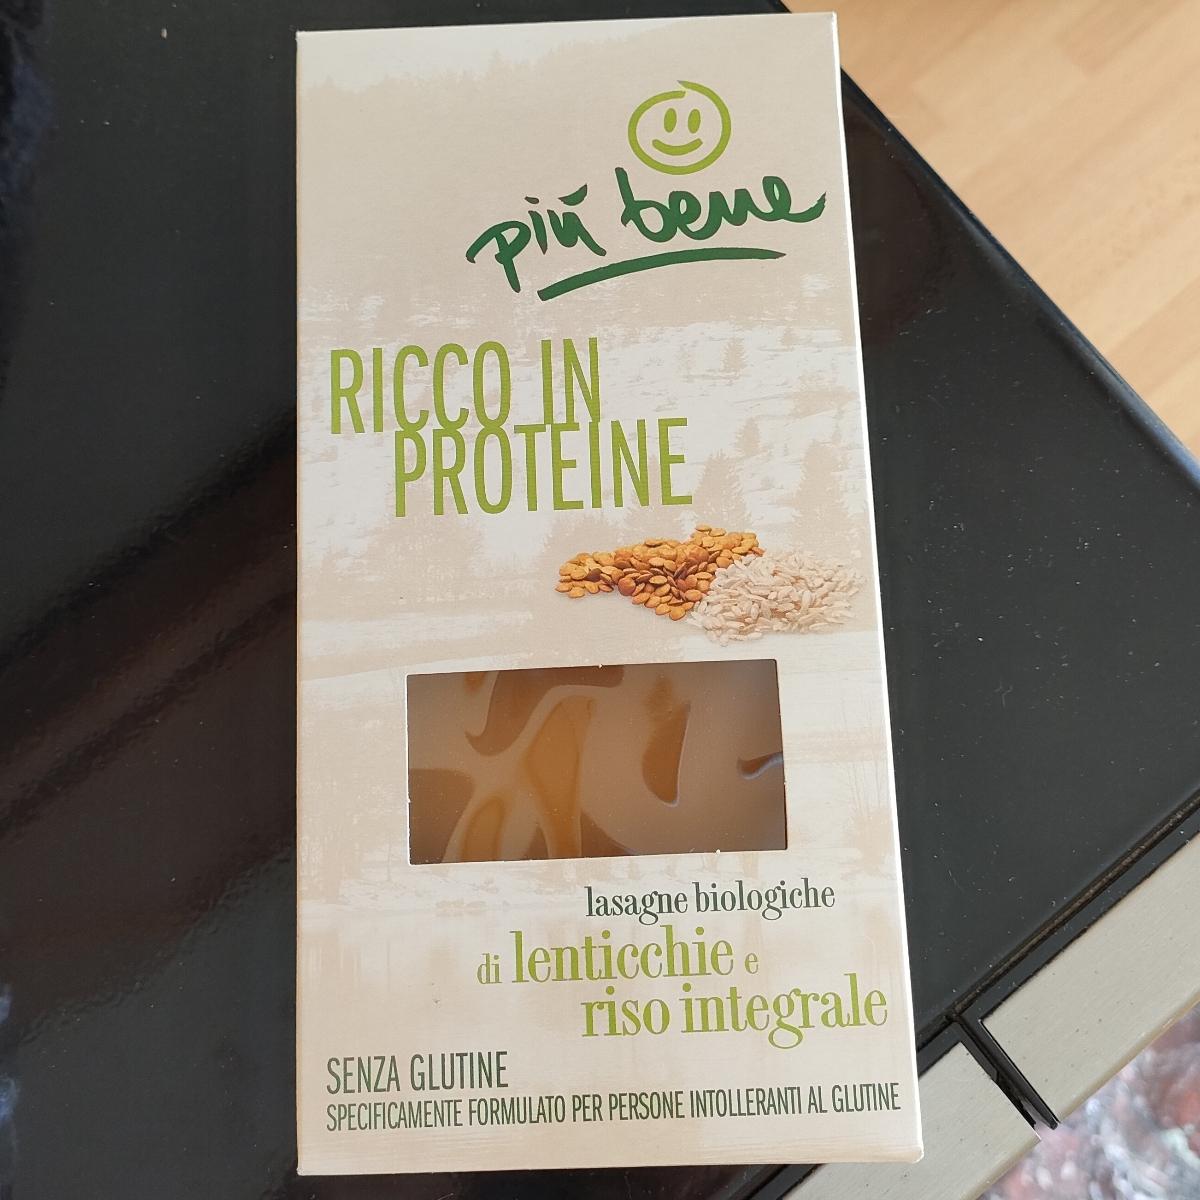 più bene
RICCO IN
PROTEINE
lasagne biologiche
di lenticchie e
riso integrale
SENZA GLUTINE
SPECIFICAMENTE FORMULATO PER PERSONE INTOLLERANTI AL GLUTINE